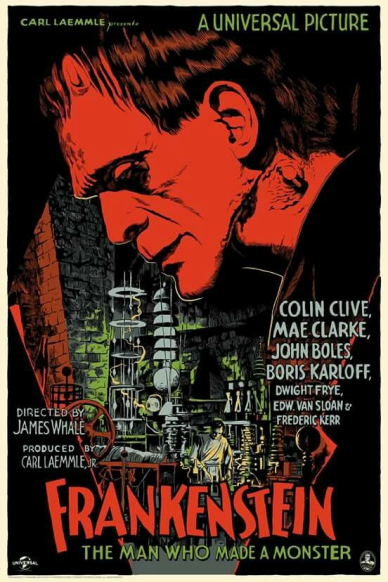 CARL LAEMMLE presents
A UNIVERSAL PICTURE
COLIN CLIVE,
MAE CLARKE,
JOHN BOLES,
BORIS KARLOFF,
DWIGHT FRYE,
EDW. VAN SLOAN &
FREDERIC KERR
DIRECTED BY
JAMES WHALE
PRODUCED BY
CARL LAEMMLE, JR.
FRANKENSTEIN
THE MAN WHO MADE A MONSTER
UNIVERSAL